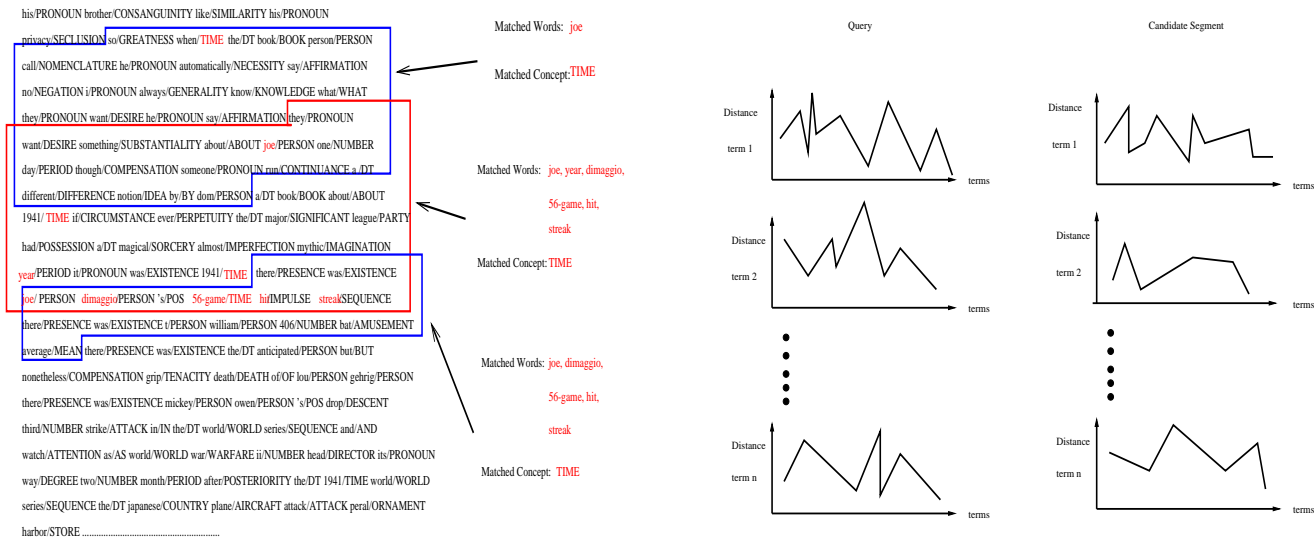 his/PRONOUN brother/CONSANGUINITY like/SIMILARITY his/PRONOUN
privacy/SECLUSION so/GREATNESS when/TIME the/DT book/BOOK person/PERSON
call/NOMENCLATURE he/PRONOUN automatically/NECESSITY say/AFFIRMATION
no/NEGATION i/PRONOUN always/GENERALITY know/KNOWLEDGE what/WHAT
they/PRONOUN want/DESIRE he/PRONOUN say/AFFIRMATION they/PRONOUN
want/DESIRE something/SUBSTANTIALITY about/ABOUT joe/PERSON one/NUMBER
day/PERIOD though/COMPENSATION someone/PRONOUN run/CONTINUANCE a /DT
different/DIFFERENCE notion/IDEA by/BY dom/PERSON a/DT book/BOOK about/ABOUT
1941/ TIME if/CIRCUMSTANCE ever/PERPETUITY the/DT major/SIGNIFICANT league/PARTY
had/POSSESSION a/DT magical/SORCERY almost/IMPERFECTION mythic/IMAGINATION
year/PERIOD it/PRONOUN was/EXISTENCE 1941/ TIME there/PRESENCE was/EXISTENCE
joe/ PERSON dimaggio/PERSON 's/POS 56-game/TIME hit/IMPULSE streak/SEQUENCE
there/PRESENCE was/EXISTENCE t/PERSON william/PERSON 406/NUMBER bat/AMUSEMENT
average/MEAN there/PRESENCE was/EXISTENCE the/DT anticipated/PERSON but/BUT
nonetheless/COMPENSATION grip/TENACITY death/DEATH of/OF lou/PERSON gehrig/PERSON
there/PRESENCE was/EXISTENCE mickey/PERSON owen/PERSON 's/POS drop/DESCENT
third/NUMBER strike/ATTACK in/IN the/DT world/WORLD series/SEQUENCE and/AND
watch/ATTENTION as/AS world/WORLD war/WARFARE ii/NUMBER head/DIRECTOR its/PRONOUN
way/DEGREE two/NUMBER month/PERIOD after/POSTERIORITY the/DT 1941/TIME world/WORLD
series/SEQUENCE the/DT japanese/COUNTRY plane/AIRCRAFT attack/ATTACK peral/ORNAMENT
harbor/STORE ......................................................
Matched Words: joe
Matched Concept:TIME
Matched Words: joe, year, dimaggio,
56-game, hit,
streak
Matched Concept:TIME
Matched Words: joe, dimaggio,
56-game, hit,
streak
Matched Concept: TIME
Query
Distance
term 1
terms
Distance
term 2
terms
Distance
term n
terms
Candidate Segment
Distance
term 1
terms
Distance
term 2
terms
Distance
term n
terms